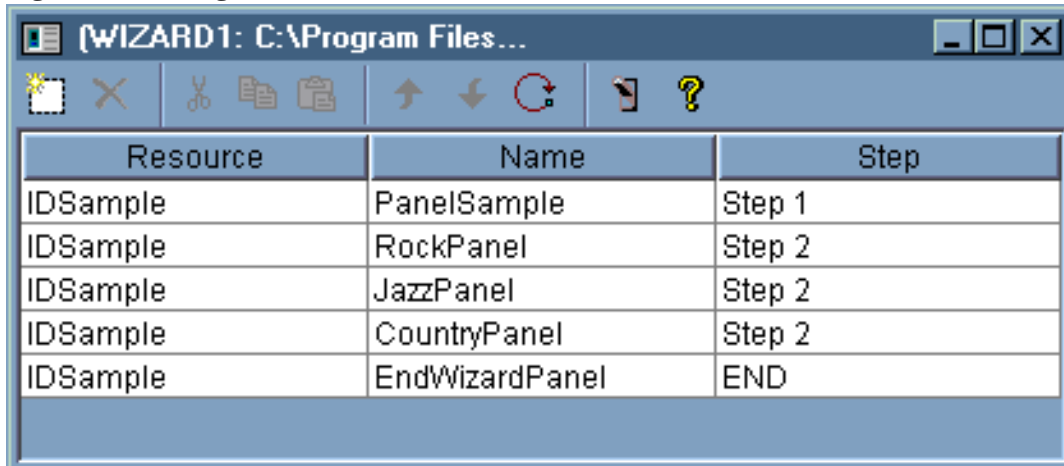 (WIZARD1: C:\Program Files...
Resource Name Step
IDSample PanelSample Step 1
IDSample RockPanel Step 2
IDSample JazzPanel Step 2
IDSample CountryPanel Step 2
IDSample EndWizardPanel END